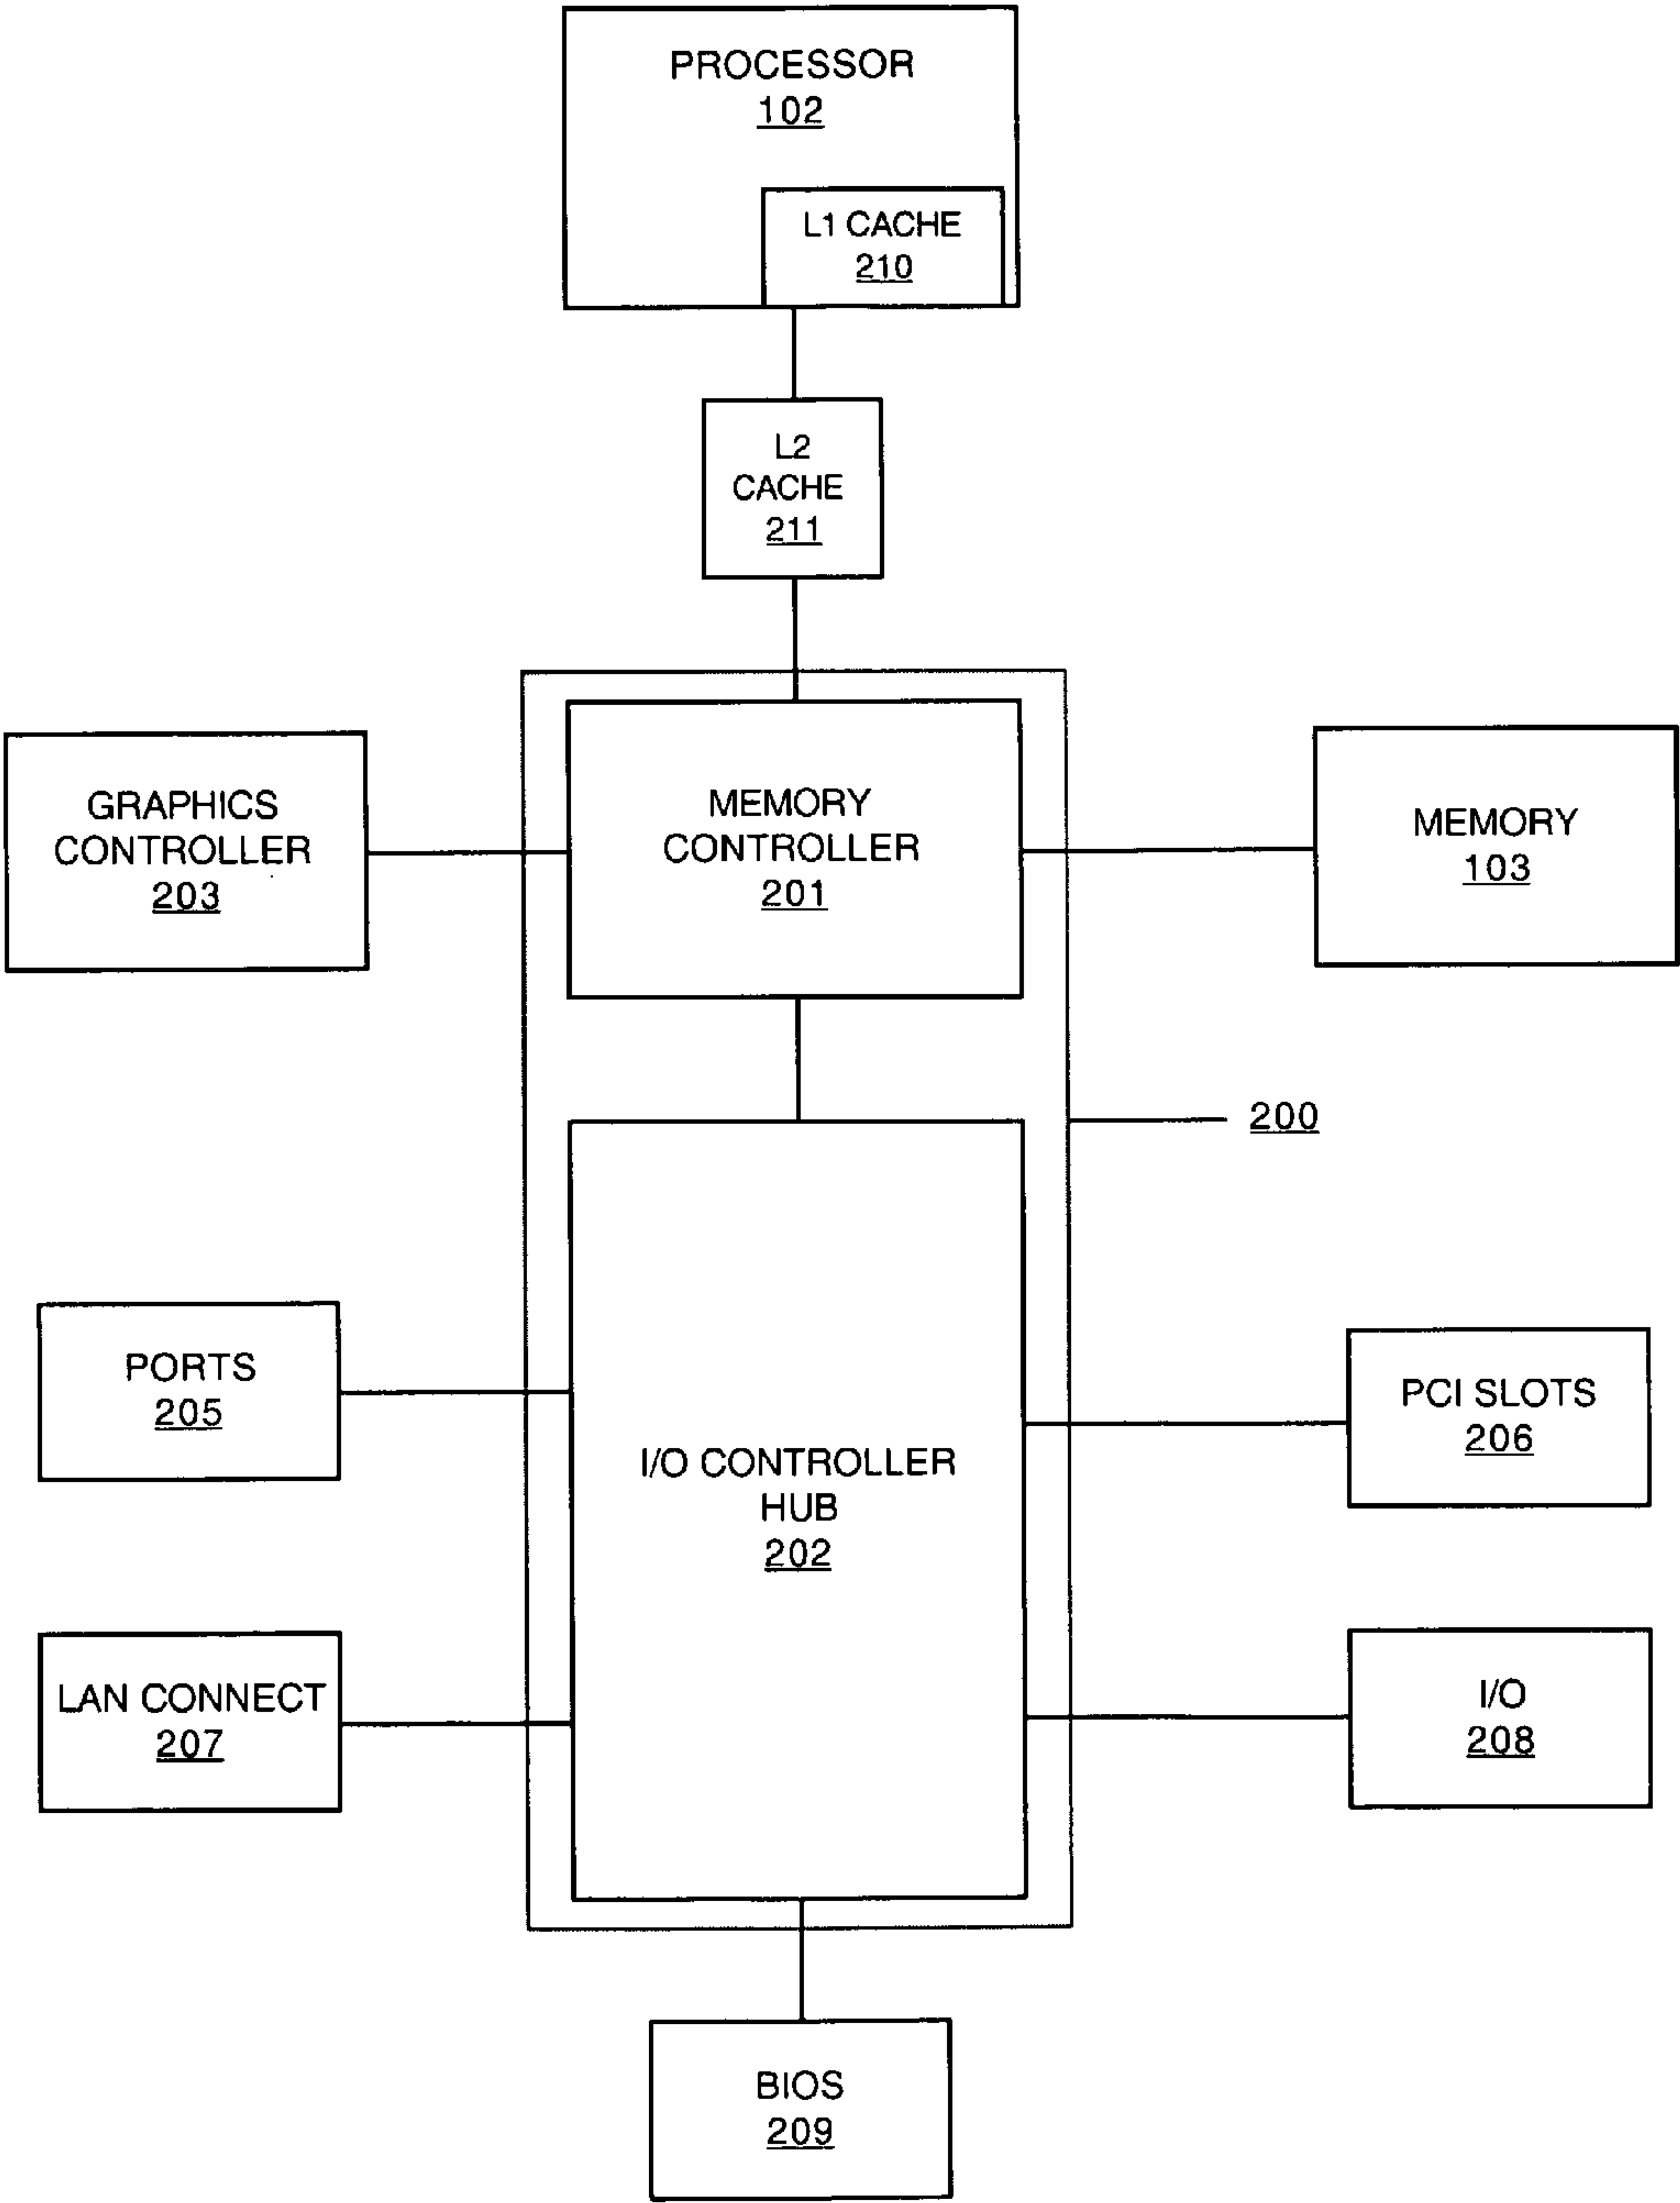 PROCESSOR
102
L1 CACHE
210
L2
CACHE
211
GRAPHICS
CONTROLLER
203
MEMORY
CONTROLLER
201
MEMORY
103
200
PORTS
205
PCI SLOTS
206
I/O CONTROLLER
HUB
202
LAN CONNECT
207
I/O
208
BIOS
209